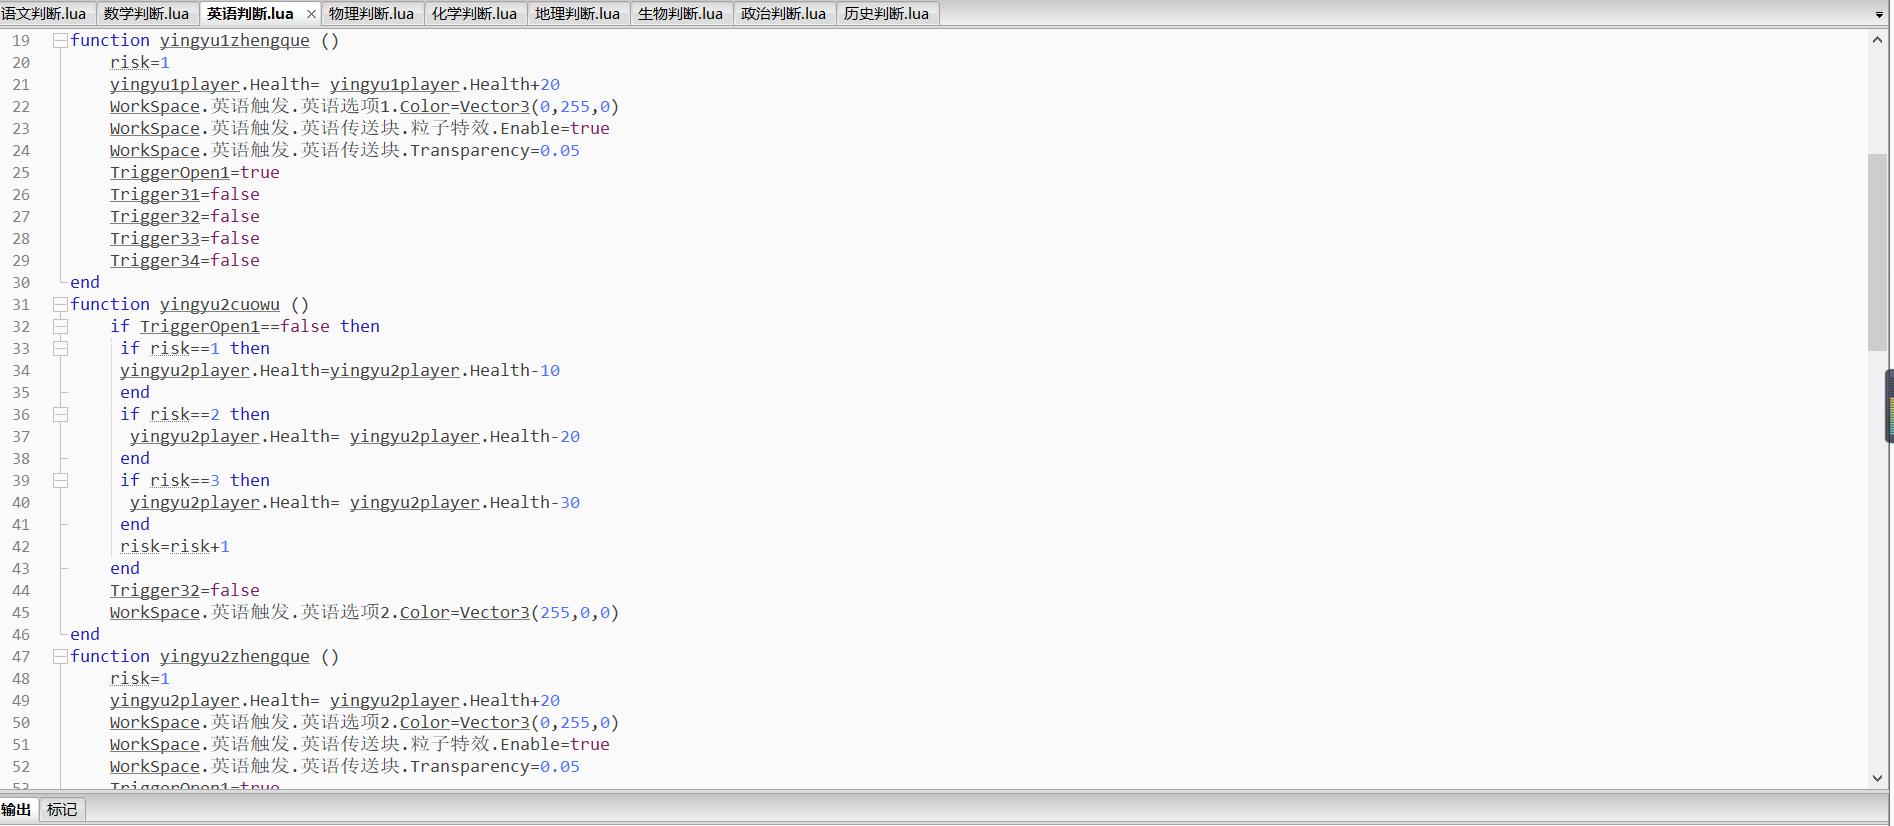 语文判断.lua 数学判断.lua 英语判断.lua × 物理判断.lua 化学判断.lua 地理判断.lua 生物判断.lua 政治判断.lua 历史判断.lua
19 function yingyu1zhengque ()
20 risk=1
21 yingyu1player.Health= yingyu1player.Health+20
22 WorkSpace.英语触发.英语选项1.Color=Vector3(0,255,0)
23 WorkSpace.英语触发.英语传送块.粒子特效.Enable=true
24 WorkSpace.英语触发.英语传送块.Transparency=0.05
25 TriggerOpen1=true
26 Trigger31=false
27 Trigger32=false
28 Trigger33=false
29 Trigger34=false
30 end
31 function yingyu2cuowu ()
32 if TriggerOpen1==false then
33 if risk==1 then
34 yingyu2player.Health=yingyu2player.Health-10
35 end
36 if risk==2 then
37 yingyu2player.Health= yingyu2player.Health-20
38 end
39 if risk==3 then
40 yingyu2player.Health= yingyu2player.Health-30
41 end
42 risk=risk+1
43 end
44 Trigger32=false
45 WorkSpace.英语触发.英语选项2.Color=Vector3(255,0,0)
46 end
47 function yingyu2zhengque ()
48 risk=1
49 yingyu2player.Health= yingyu2player.Health+20
50 WorkSpace.英语触发.英语选项2.Color=Vector3(0,255,0)
51 WorkSpace.英语触发.英语传送块.粒子特效.Enable=true
52 WorkSpace.英语触发.英语传送块.Transparency=0.05
53 TriggerOpen1=true
输出 标记